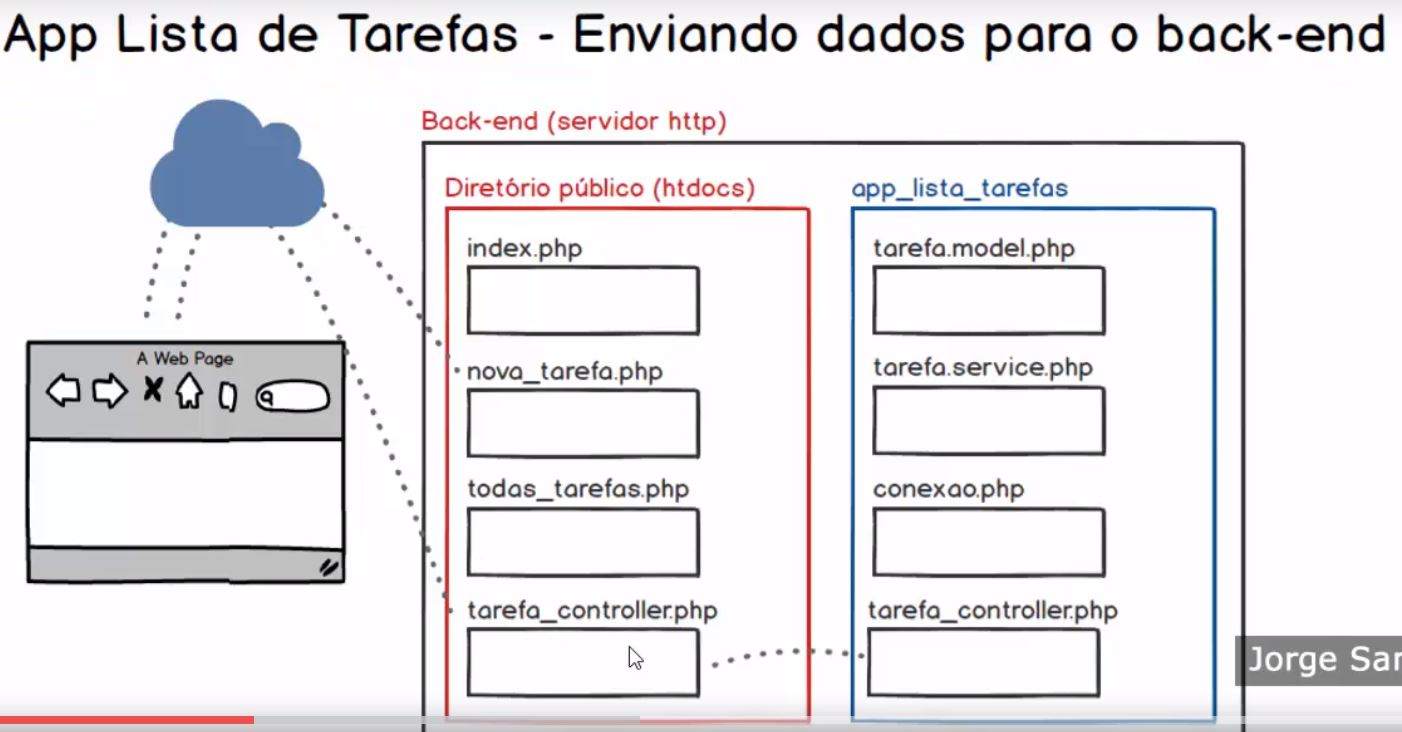 App Lista de Tarefas - Enviando dados para o back-end
Back-end (servidor http)
Diretório público (htdocs)
app_lista_tarefas
index.php
tarefa.model.php
A Web Page
nova_tarefa.php
tarefa.service.php
todas_tarefas.php
conexao.php
tarefa_controller.php
tarefa_controller.php
Jorge